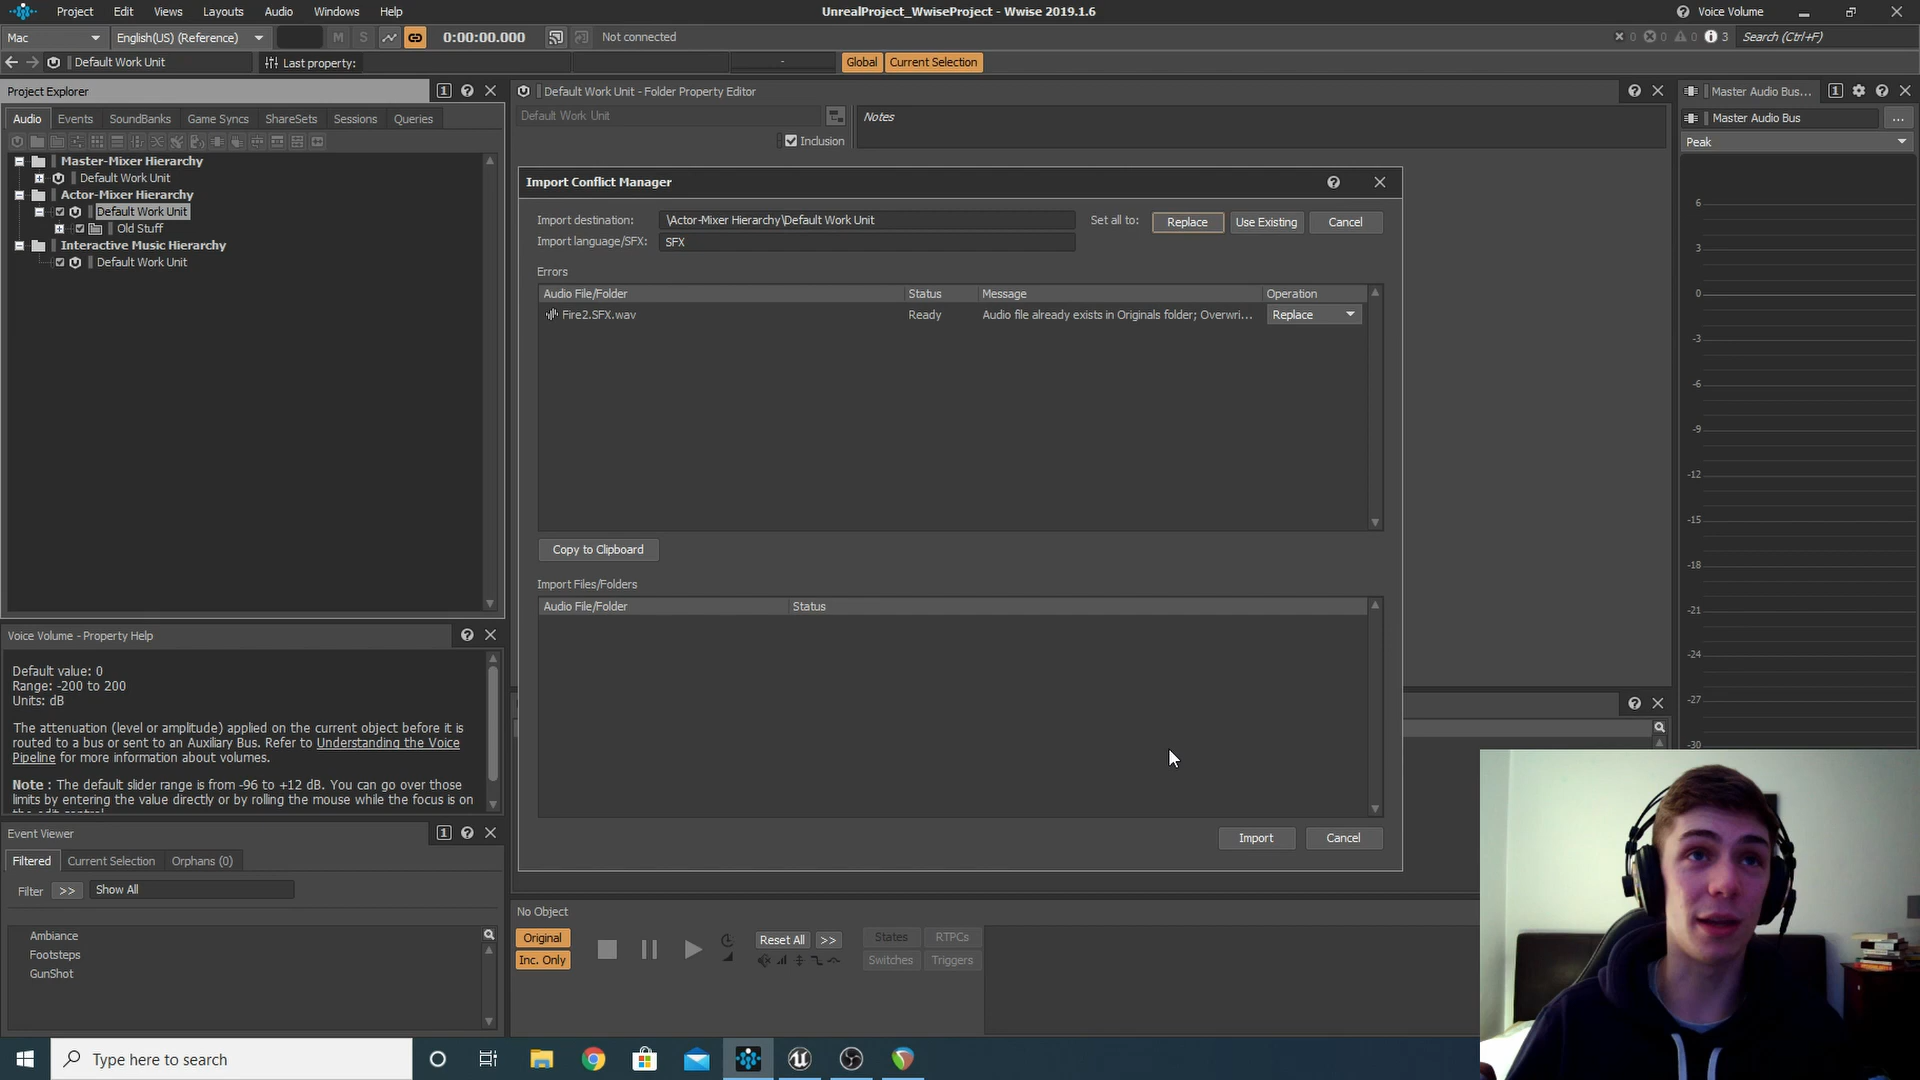 Project Edit Views Layouts Audio Windows Help
UnrealProject_WwiseProject - Wwise 2019.1.6
Voice Volume
Mac
English(US) (Reference)
M S
0:00:00.000
Not connected
0 0 0 3
Search (Ctrl+F)
Default Work Unit
Last property:
-
Global
Current Selection
Project Explorer
1
Audio Events SoundBanks Game Syncs ShareSets Sessions Queries
Master-Mixer Hierarchy
Default Work Unit
Actor-Mixer Hierarchy
Default Work Unit
Old Stuff
Interactive Music Hierarchy
Default Work Unit
Default Work Unit - Folder Property Editor
Default Work Unit
Inclusion
Notes
Import Conflict Manager
Import destination: \Actor-Mixer Hierarchy\Default Work Unit
Set all to: Replace Use Existing Cancel
Import language/SFX: SFX
Errors
Audio File/Folder Status Message Operation
Fire2.SFX.wav Ready Audio file already exists in Originals folder; Overwri... Replace
Copy to Clipboard
Import Files/Folders
Audio File/Folder Status
Import Cancel
Master Audio Bus...
1
Master Audio Bus
...
Peak
6
3
0
-3
-6
-9
-12
-15
-18
-21
-24
-27
-30
Voice Volume - Property Help
Default value: 0
Range: -200 to 200
Units: dB
The attenuation (level or amplitude) applied on the current object before it is
routed to a bus or sent to an Auxiliary Bus. Refer to Understanding the Voice
Pipeline for more information about volumes.
Note : The default slider range is from -96 to +12 dB. You can go over those
limits by entering the value directly or by rolling the mouse while the focus is on
Event Viewer
1
Filtered Current Selection Orphans (0)
Filter >> Show All
Ambiance
Footsteps
GunShot
No Object
Original
Inc. Only
Reset All >>
States RTPCs
Switches Triggers
Type here to search